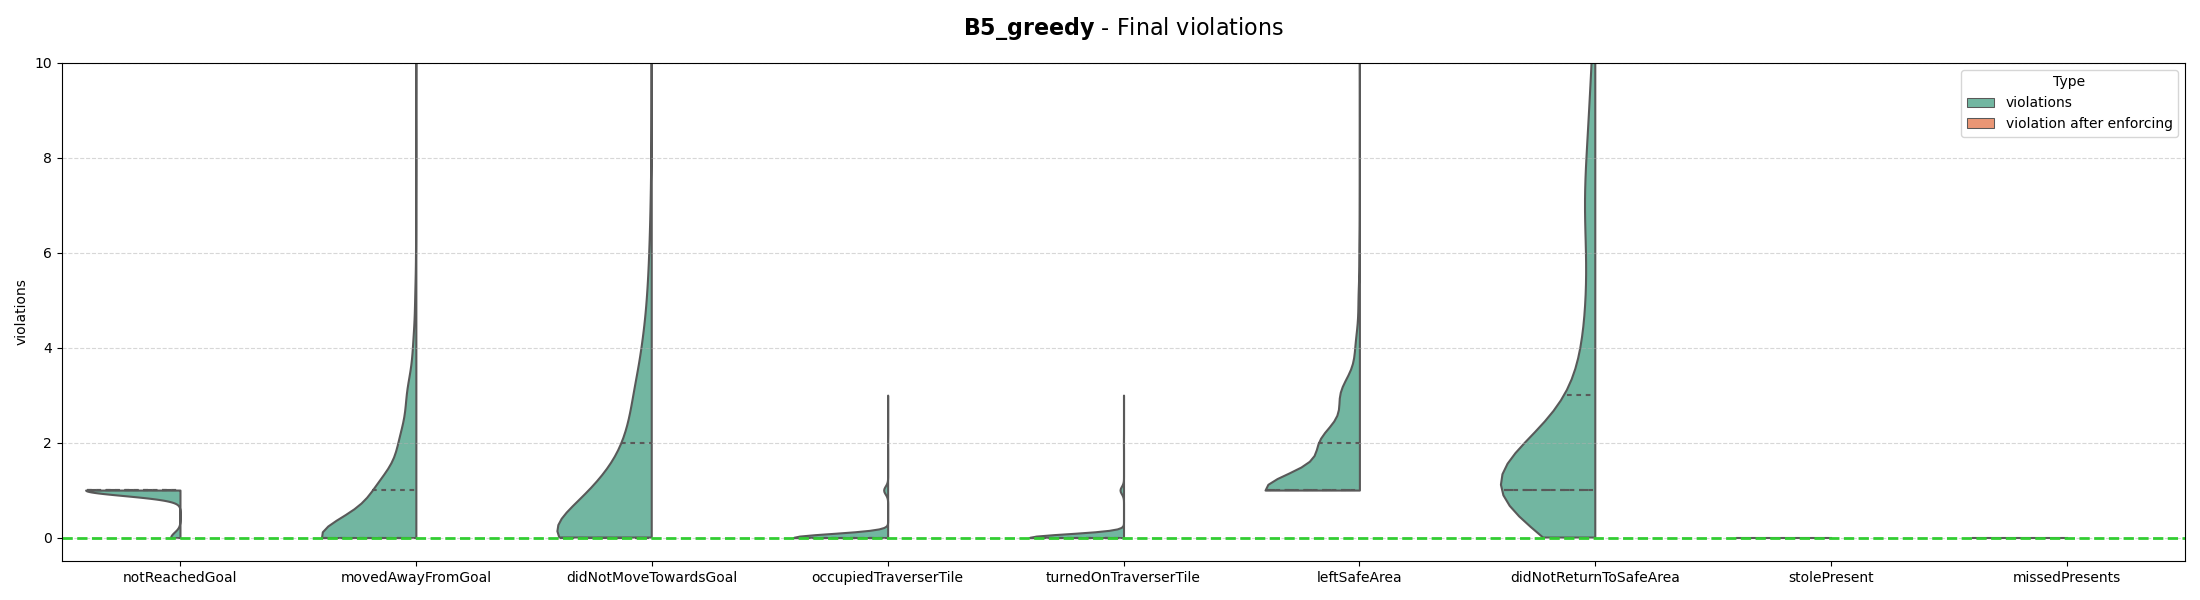 B5_greedy - Final violations
10
8
6
4
2
0
violations
Type
violations
violation after enforcing
notReachedGoal
movedAwayFromGoal
didNotMoveTowardsGoal
occupiedTraverserTile
turnedOnTraverserTile
leftSafeArea
didNotReturnToSafeArea
stolePresent
missedPresents